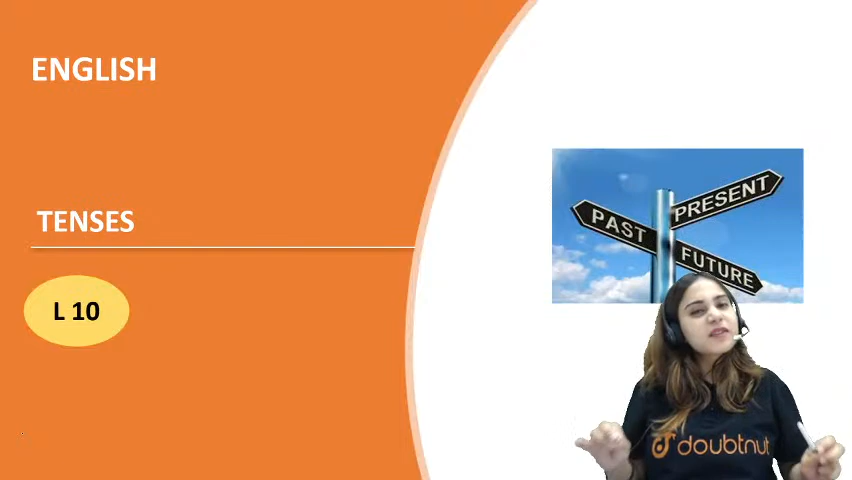 ENGLISH
TENSES
L 10
PAST
PRESENT
FUTURE
doubtnut